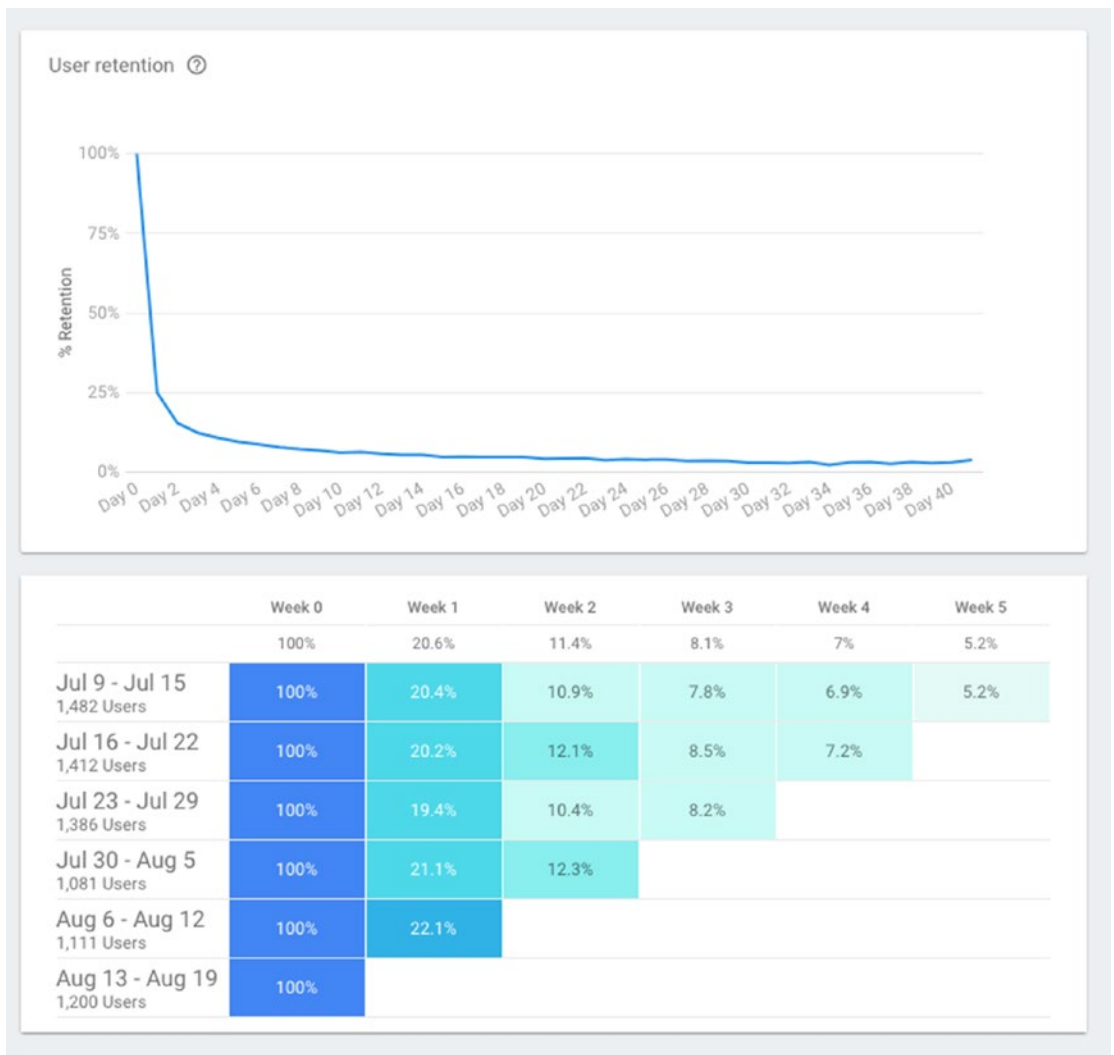 User retention ?
100%
75%
50%
25%
0%
% Retention
Day 0 Day 2 Day 4 Day 6 Day 8 Day 10 Day 12 Day 14 Day 16 Day 18 Day 20 Day 22 Day 24 Day 26 Day 28 Day 30 Day 32 Day 34 Day 36 Day 38 Day 40
Week 0 Week 1 Week 2 Week 3 Week 4 Week 5
100% 20.6% 11.4% 8.1% 7% 5.2%
Jul 9 - Jul 15
1,482 Users
100% 20.4% 10.9% 7.8% 6.9% 5.2%
Jul 16 - Jul 22
1,412 Users
100% 20.2% 12.1% 8.5% 7.2%
Jul 23 - Jul 29
1,386 Users
100% 19.4% 10.4% 8.2%
Jul 30 - Aug 5
1,081 Users
100% 21.1% 12.3%
Aug 6 - Aug 12
1,111 Users
100% 22.1%
Aug 13 - Aug 19
1,200 Users
100%